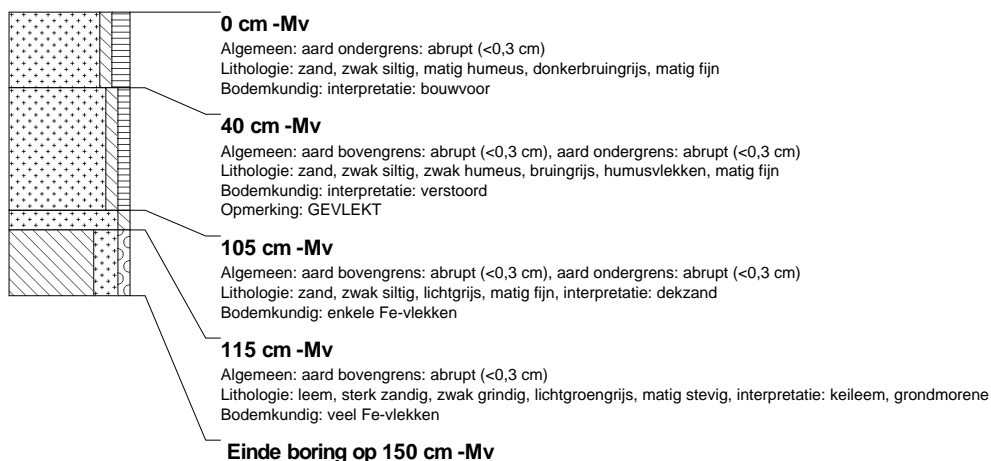 0 cm -Mv
Algemeen: aard ondergrens: abrupt (<0,3 cm)
Lithologie: zand, zwak siltig, matig humeus, donkerbruingrijs, matig fijn
Bodemkundig: interpretatie: bouwvoor
40 cm -Mv
Algemeen: aard bovengrens: abrupt (<0,3 cm), aard ondergrens: abrupt (<0,3 cm)
Lithologie: zand, zwak siltig, zwak humeus, bruingrijs, humusvlekken, matig fijn
Bodemkundig: interpretatie: verstoord
Opmerking: GEVLEKT
105 cm -Mv
Algemeen: aard bovengrens: abrupt (<0,3 cm), aard ondergrens: abrupt (<0,3 cm)
Lithologie: zand, zwak siltig, lichtgrijs, matig fijn, interpretatie: dekzand
Bodemkundig: enkele Fe-vlekken
115 cm -Mv
Algemeen: aard bovengrens: abrupt (<0,3 cm)
Lithologie: leem, sterk zandig, zwak grindig, lichtgroengrijs, matig stevig, interpretatie: keileem, grondmorene
Bodemkundig: veel Fe-vlekken
Einde boring op 150 cm -Mv